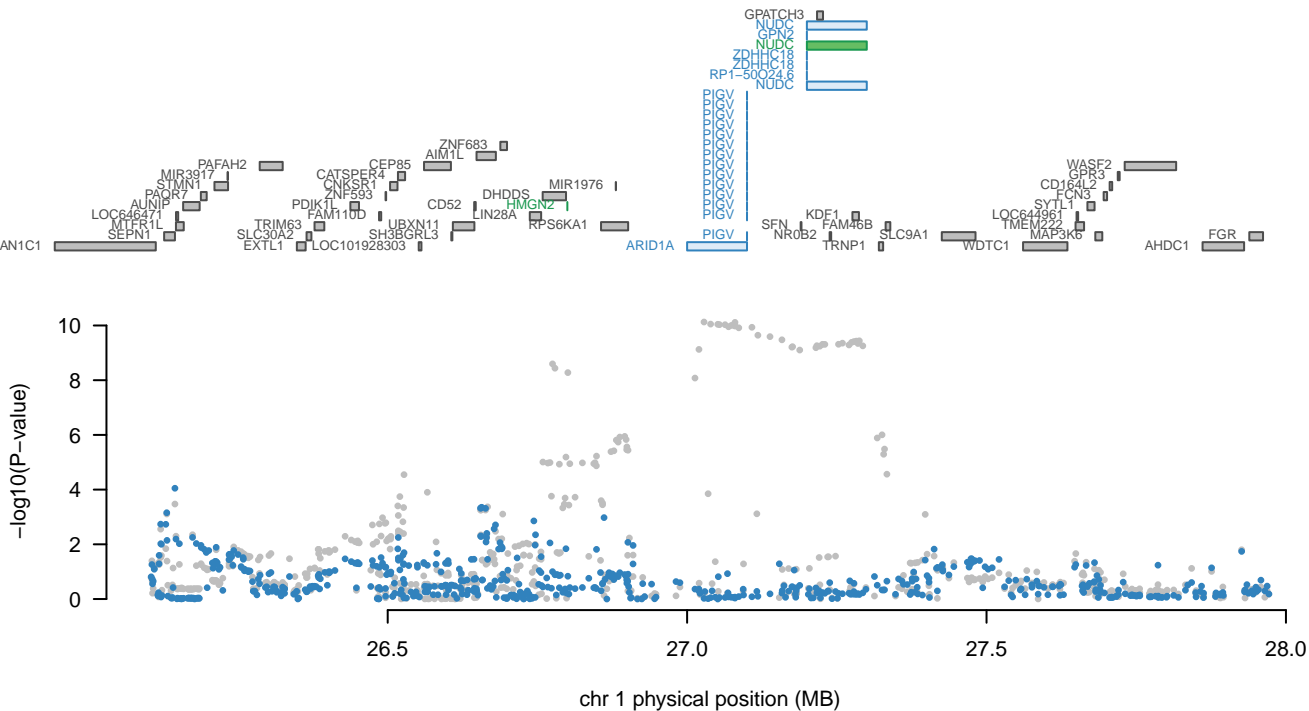 GPATCH3
NUDC
GPN2
NUDC
ZDHHC18
ZDHHC18
RP1−50O24.6
NUDC
PIGV
PIGV
PIGV
PIGV
PIGV
PIGV
ZNF683
AIM1L PIGV
PAFAH2 CEP85 PIGV WASF2
MIR3917 CATSPER4 PIGV GPR3
STMN1 CNKSR1 MIR1976 PIGV CD164L2
PAQR7 ZNF593 DHDDS PIGV FCN3
AUNIP PDIK1L CD52 HMGN2 PIGV SYTL1
LOC646471 FAM110D LIN28A PIGV KDF1 LOC644961
MTFR1L TRIM63 UBXN11 RPS6KA1 SFN FAM46B TMEM222
SEPN1 SLC30A2 SH3BGRL3 PIGV NR0B2 SLC9A1 MAP3K6 FGR
AN1C1 EXTL1 LOC101928303 ARID1A TRNP1 WDTC1 AHDC1
10
8
6
4
2
0
−log10(P−value)
26.5 27.0 27.5 28.0
chr 1 physical position (MB)